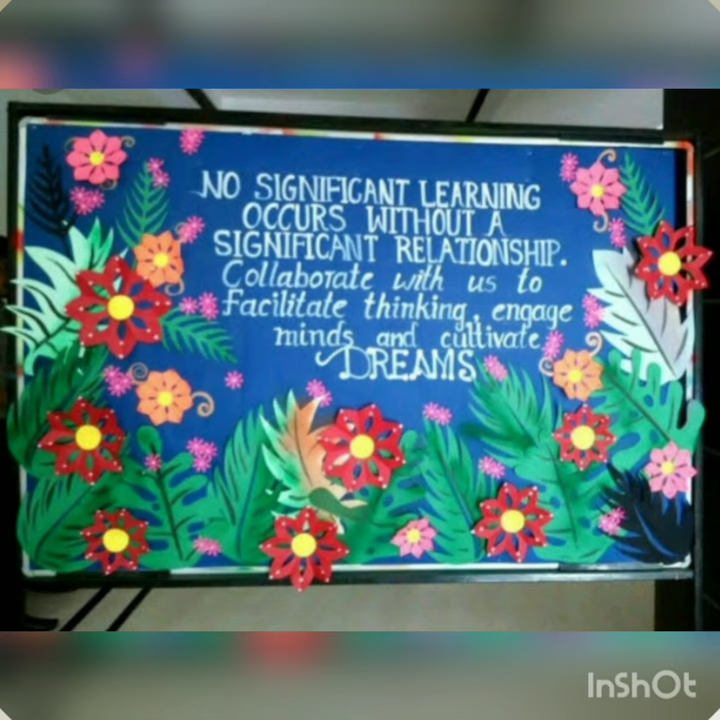 NO SIGNIFICANT LEARNING
OCCURS WITHOUT A
SIGNIFICANT RELATIONSHIP.
Collaborate with us to
Facilitate thinking, engage
minds and cultivate
DREAMS
InShOt